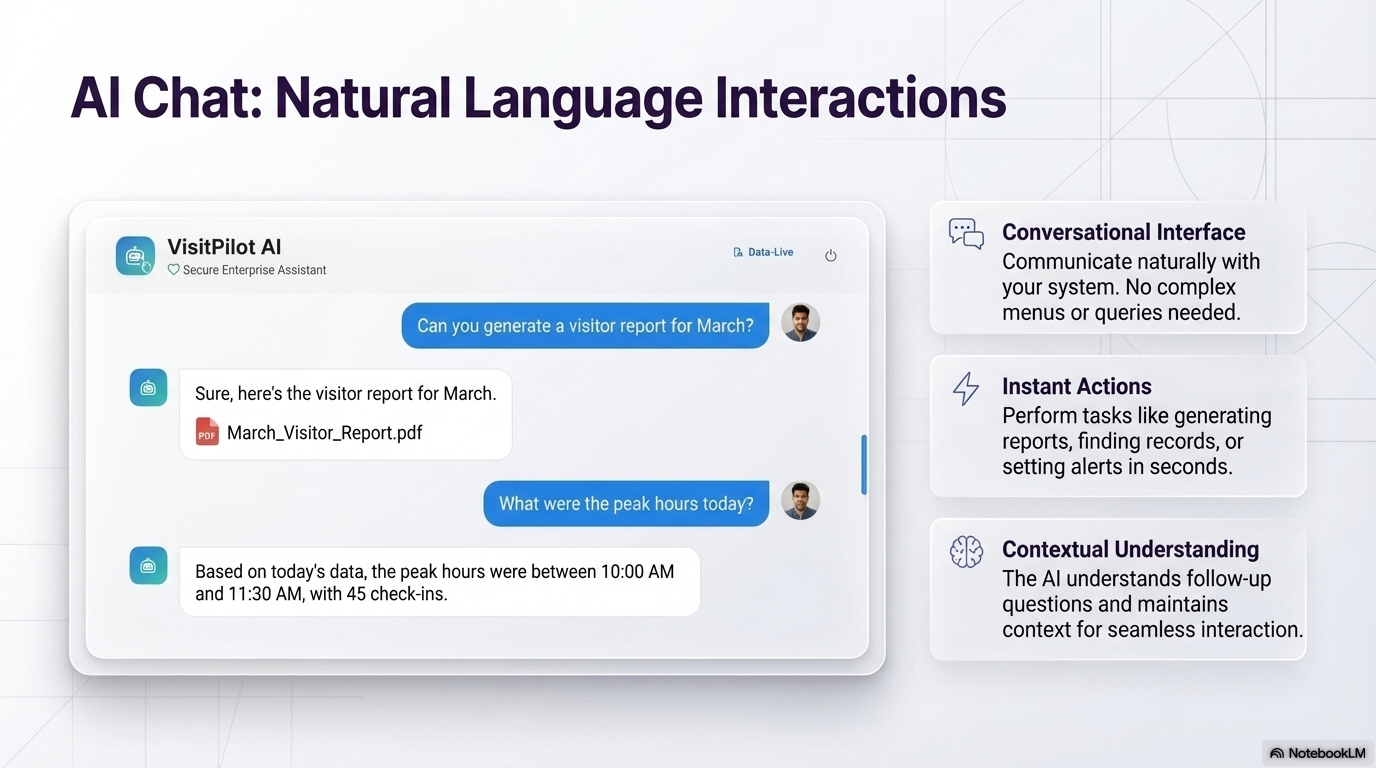 AI Chat: Natural Language Interactions
VisitPilot AI
Secure Enterprise Assistant
Data-Live
Can you generate a visitor report for March?
Sure, here's the visitor report for March.
PDF
March_Visitor_Report.pdf
What were the peak hours today?
Based on today's data, the peak hours were between 10:00 AM
and 11:30 AM, with 45 check-ins.
Conversational Interface
Communicate naturally with
your system. No complex
menus or queries needed.
Instant Actions
Perform tasks like generating
reports, finding records, or
setting alerts in seconds.
Contextual Understanding
The AI understands follow-up
questions and maintains
context for seamless interaction.
NotebookLM